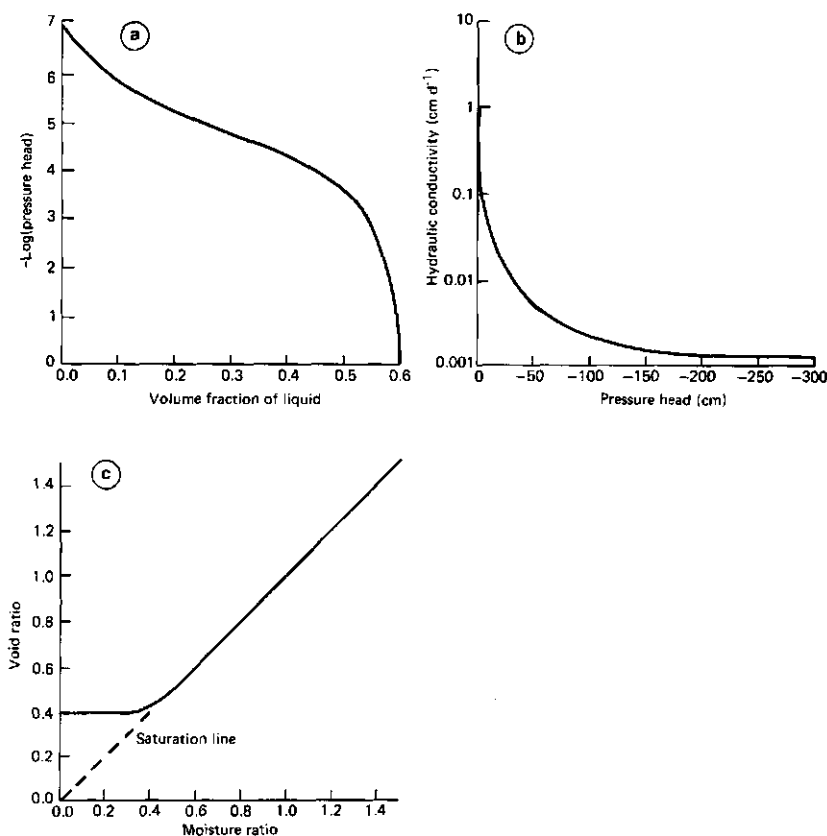 a
7
6
5
4
3
2
1
0
-Log(pressure head)
0.0 0.1 0.2 0.3 0.4 0.5 0.6
Volume fraction of liquid
b
10
1
0.1
0.01
0.001
Hydraulic conductivity (cm d⁻¹)
0 -50 -100 -150 -200 -250 -300
Pressure head (cm)
c
1.4
1.2
1.0
0.8
0.6
0.4
0.2
0.0
Void ratio
Saturation line
0.0 0.2 0.4 0.6 0.8 1.0 1.2 1.4
Moisture ratio